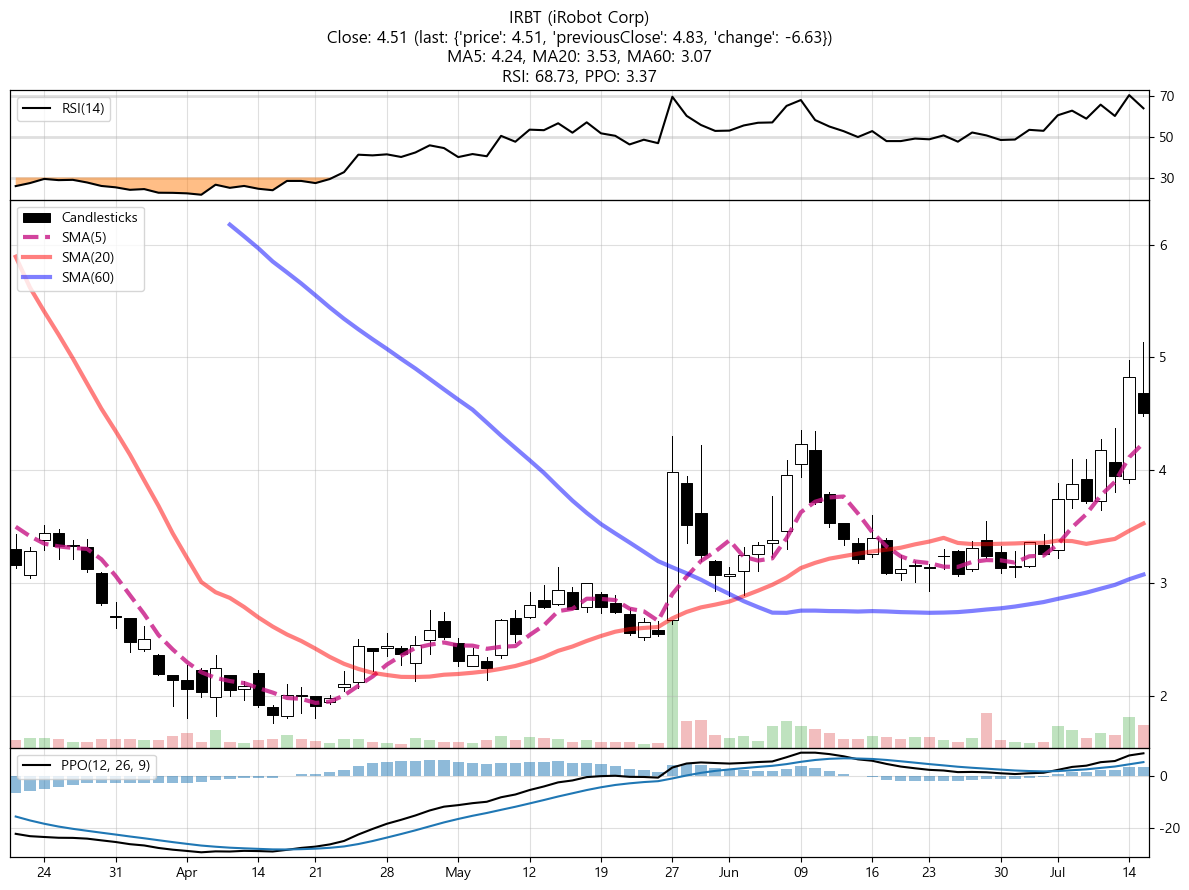 IRBT (iRobot Corp)
Close: 4.51 (last: {'price': 4.51, 'previousClose': 4.83, 'change': -6.63})
MA5: 4.24, MA20: 3.53, MA60: 3.07
RSI: 68.73, PPO: 3.37
RSI(14)
70
50
30
Candlesticks
SMA(5)
SMA(20)
SMA(60)
6
5
4
3
2
PPO(12, 26, 9)
0
-20
24 31 Apr 14 21 28 May 12 19 27 Jun 09 16 23 30 Jul 14